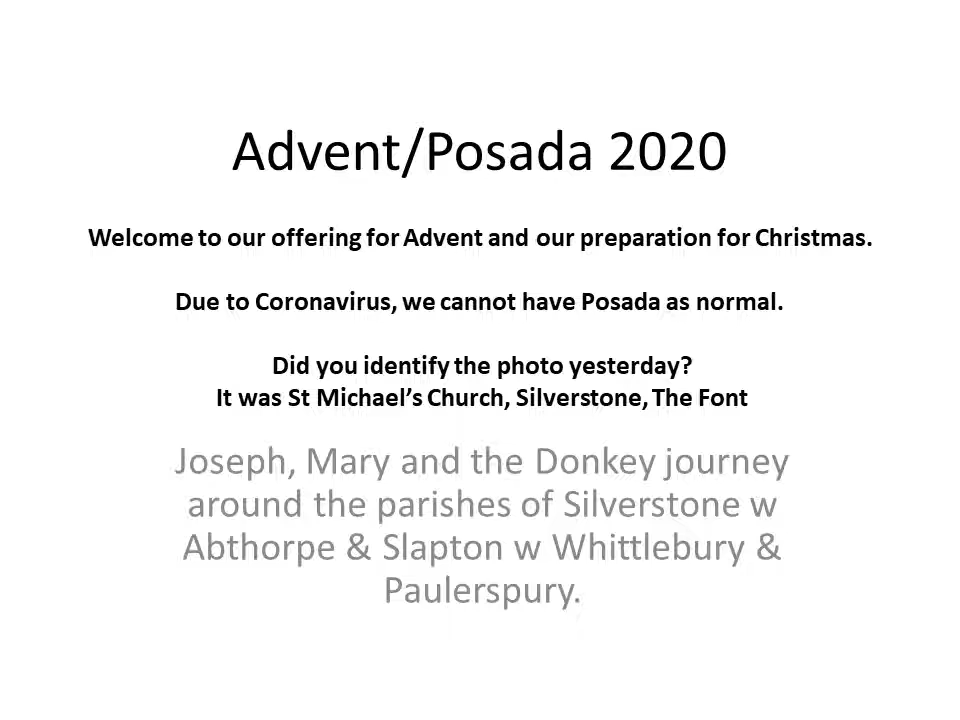 Advent/Posada 2020
Welcome to our offering for Advent and our preparation for Christmas.
Due to Coronavirus, we cannot have Posada as normal.
Did you identify the photo yesterday?
It was St Michael’s Church, Silverstone, The Font
Joseph, Mary and the Donkey journey
around the parishes of Silverstone w
Abthorpe & Slapton w Whittlebury &
Paulerspury.